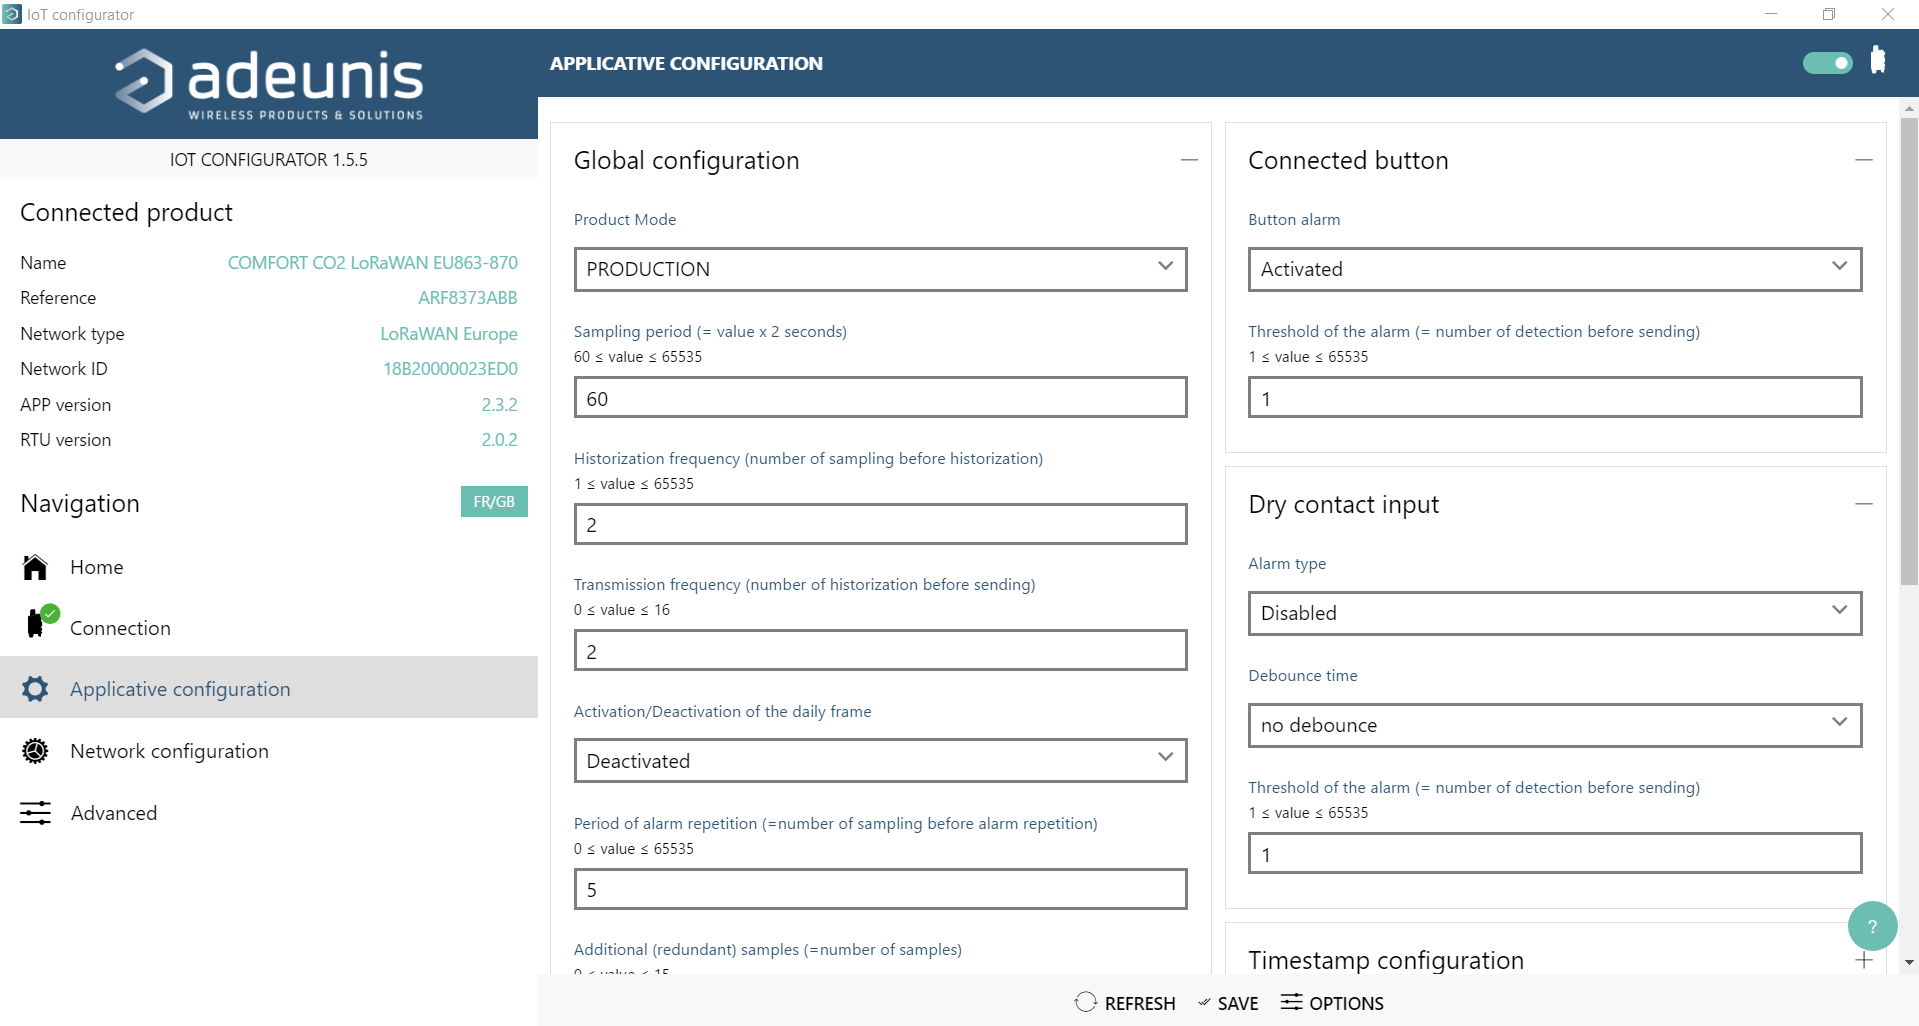 IoT configurator
adeunis
WIRELESS PRODUCTS & SOLUTIONS
IOT CONFIGURATOR 1.5.5
Connected product
Name COMFORT CO2 LoRaWAN EU863-870
Reference ARF8373ABB
Network type LoRaWAN Europe
Network ID 18B20000023ED0
APP version 2.3.2
RTU version 2.0.2
Navigation FR/GB
Home
Connection
Applicative configuration
Network configuration
Advanced
APPLICATIVE CONFIGURATION
Global configuration
Product Mode
PRODUCTION
Sampling period (= value x 2 seconds)
60 ≤ value ≤ 65535
60
Historization frequency (number of sampling before historization)
1 ≤ value ≤ 65535
2
Transmission frequency (number of historization before sending)
0 ≤ value ≤ 16
2
Activation/Deactivation of the daily frame
Deactivated
Period of alarm repetition (=number of sampling before alarm repetition)
0 ≤ value ≤ 65535
5
Additional (redundant) samples (=number of samples)
0 ≤ value ≤ 15
Connected button
Button alarm
Activated
Threshold of the alarm (= number of detection before sending)
1 ≤ value ≤ 65535
1
Dry contact input
Alarm type
Disabled
Debounce time
no debounce
Threshold of the alarm (= number of detection before sending)
1 ≤ value ≤ 65535
1
?
Timestamp configuration
REFRESH SAVE OPTIONS